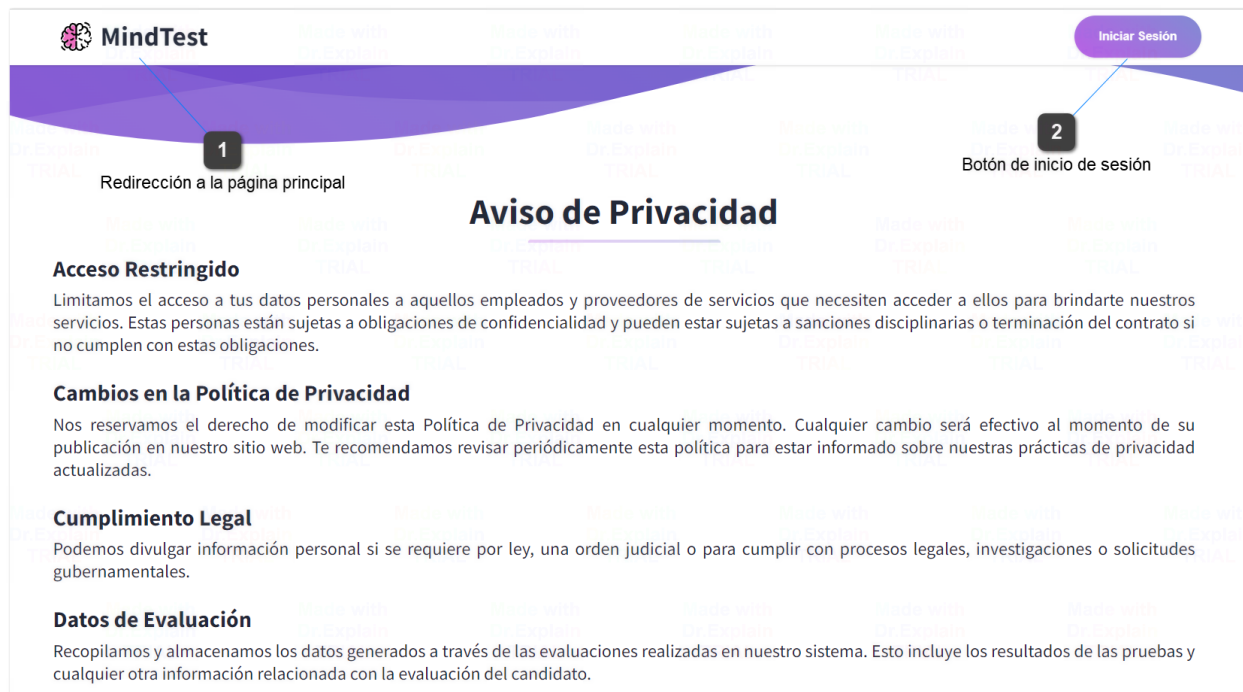 MindTest
Iniciar Sesión
1
Redirección a la página principal
2
Botón de inicio de sesión
Aviso de Privacidad
Acceso Restringido
Limitamos el acceso a tus datos personales a aquellos empleados y proveedores de servicios que necesiten acceder a ellos para brindarte nuestros
servicios. Estas personas están sujetas a obligaciones de confidencialidad y pueden estar sujetas a sanciones disciplinarias o terminación del contrato si
no cumplen con estas obligaciones.
Cambios en la Política de Privacidad
Nos reservamos el derecho de modificar esta Política de Privacidad en cualquier momento. Cualquier cambio será efectivo al momento de su
publicación en nuestro sitio web. Te recomendamos revisar periódicamente esta política para estar informado sobre nuestras prácticas de privacidad
actualizadas.
Cumplimiento Legal
Podemos divulgar información personal si se requiere por ley, una orden judicial o para cumplir con procesos legales, investigaciones o solicitudes
gubernamentales.
Datos de Evaluación
Recopilamos y almacenamos los datos generados a través de las evaluaciones realizadas en nuestro sistema. Esto incluye los resultados de las pruebas y
cualquier otra información relacionada con la evaluación del candidato.
Made with
Dr.Explain
TRIAL